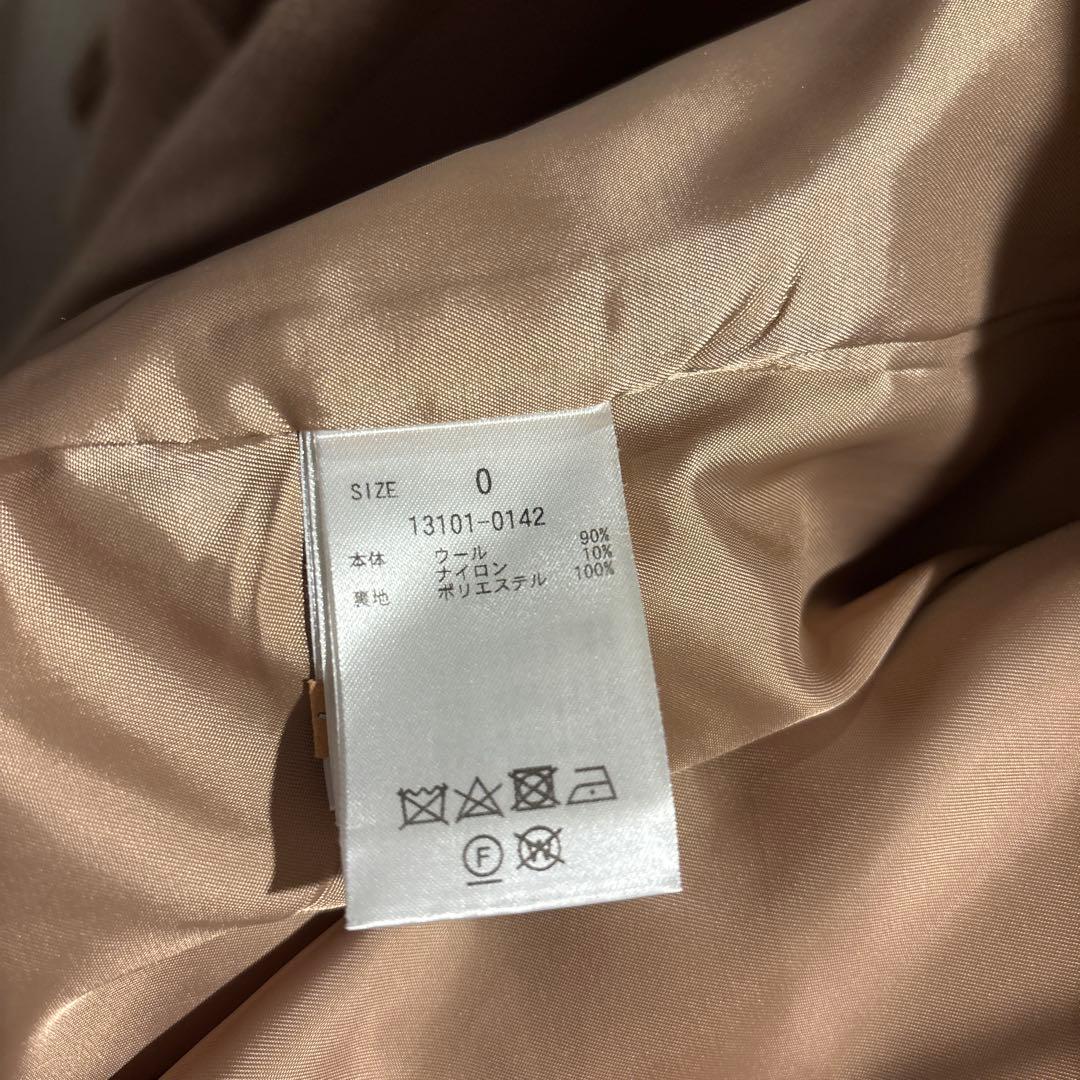 SIZE 0
13101-0142
本体 ウール 90%
ナイロン 10%
裏地 ポリエステル 100%
F W